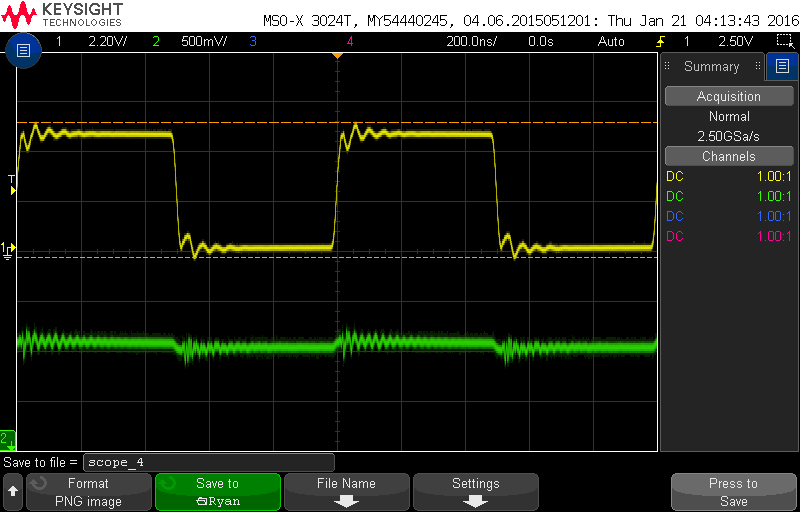 KEYSIGHT
TECHNOLOGIES
MSO-X 3024T, MY54440245, 04.06.2015051201: Thu Jan 21 04:13:43 2016
1 2.20V/ 2 500mV/ 3 4 200.0ns/ 0.0s Auto 1 2.50V
Summary
Acquisition
Normal
2.50GSa/s
Channels
DC 1.00:1
DC 1.00:1
DC 1.00:1
DC 1.00:1
T
1
2
Save to file = scope_4
Format
PNG image
Save to
Ryan
File Name
Settings
Press to
Save